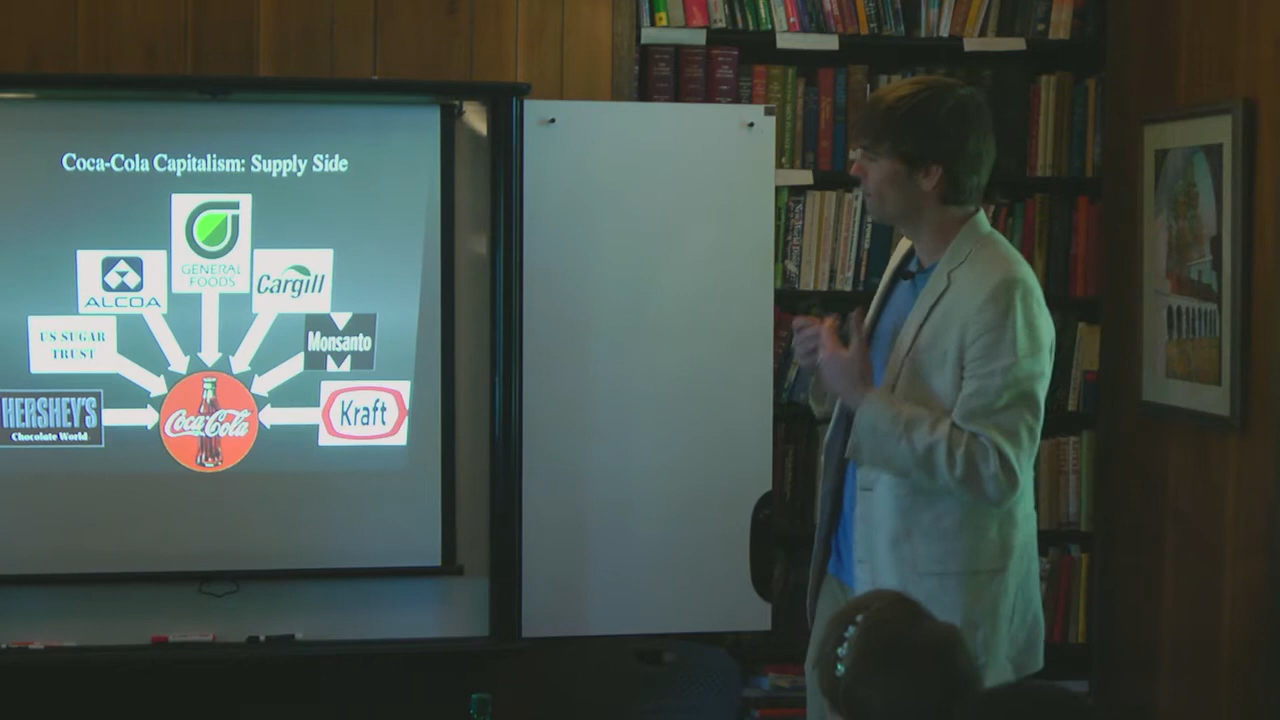 Coca-Cola Capitalism: Supply Side
GENERAL
FOODS
ALCOA
Cargill
US SUGAR
TRUST
Monsanto
HERSHEY'S
Chocolate World
Coca-Cola
Kraft